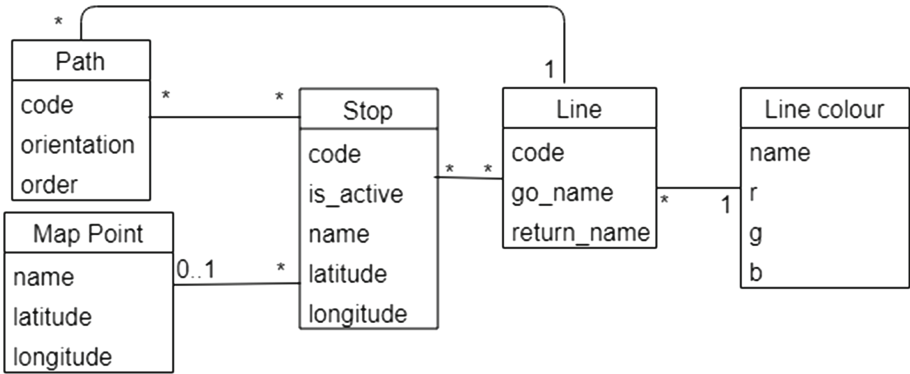 *
1
Path
code
orientation
order
*
*
Stop
code
is_active
name
latitude
longitude
*
*
Line
code
go_name
return_name
*
1
Line colour
name
r
g
b
Map Point
name
latitude
longitude
0..1
*